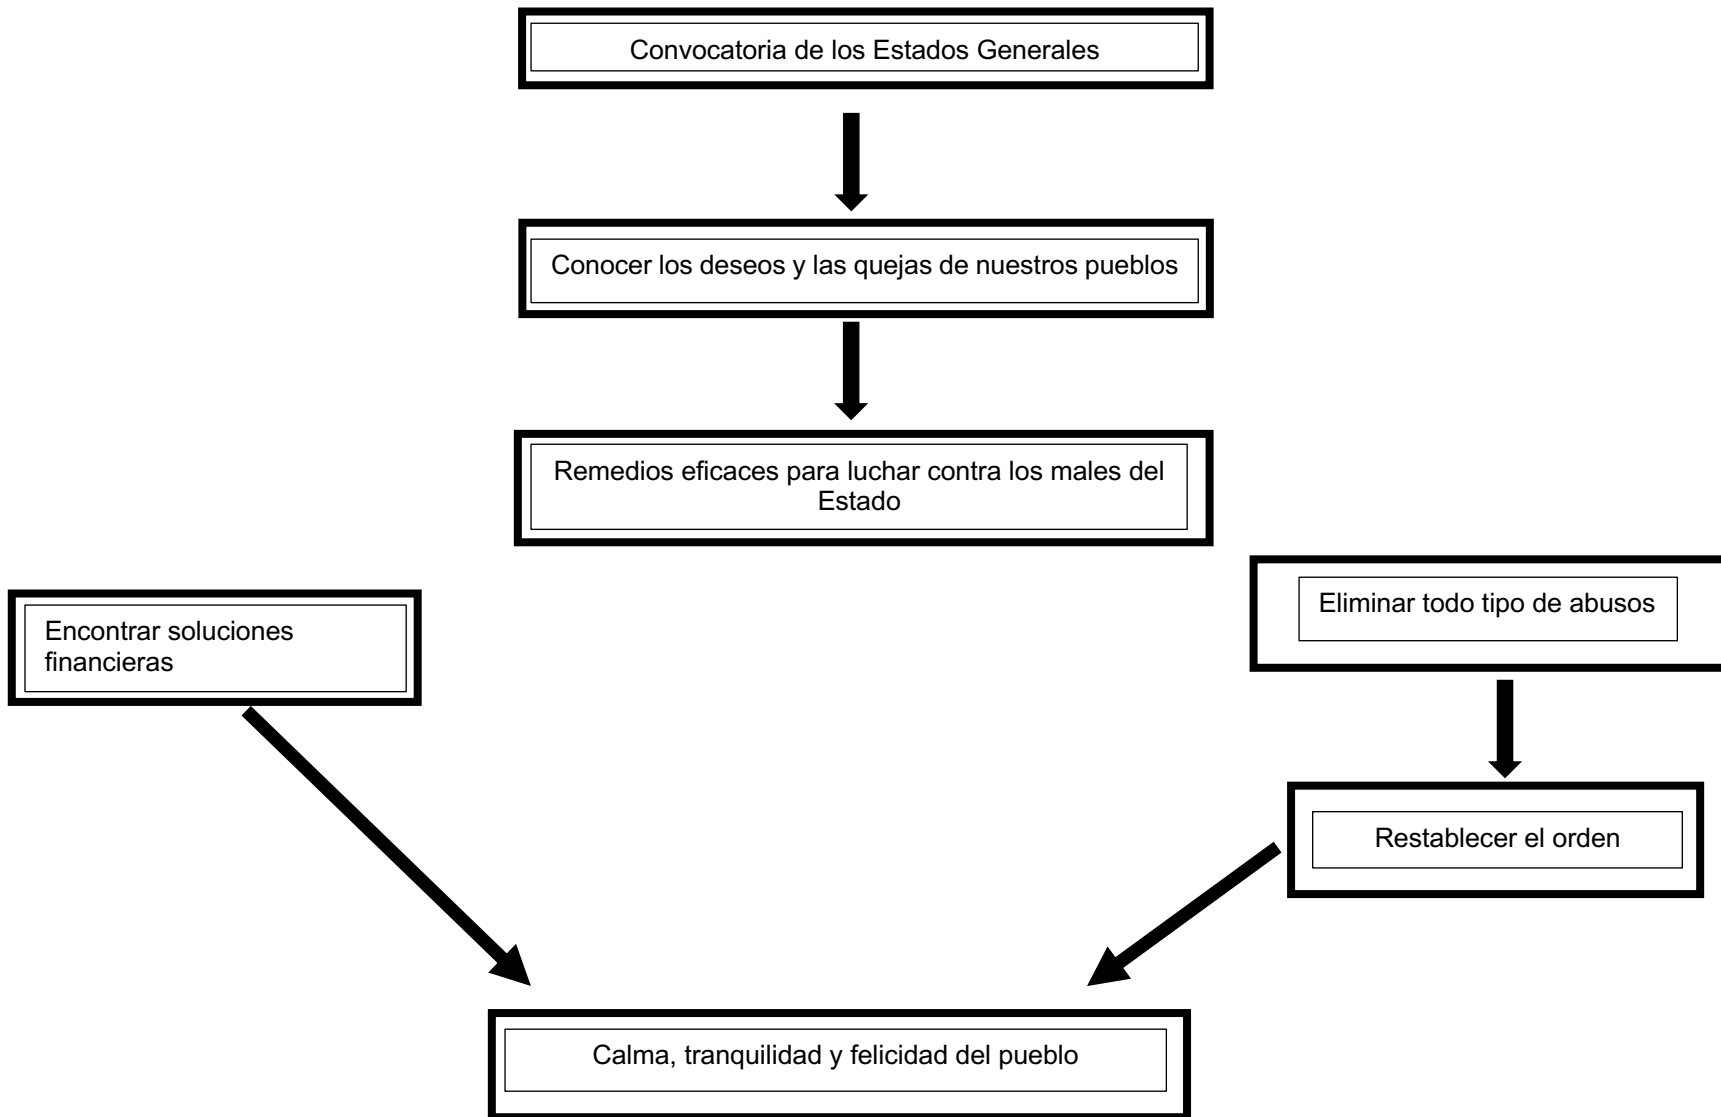 Convocatoria de los Estados Generales
Conocer los deseos y las quejas de nuestros pueblos
Remedios eficaces para luchar contra los males del
Estado
Encontrar soluciones
financieras
Eliminar todo tipo de abusos
Restablecer el orden
Calma, tranquilidad y felicidad del pueblo